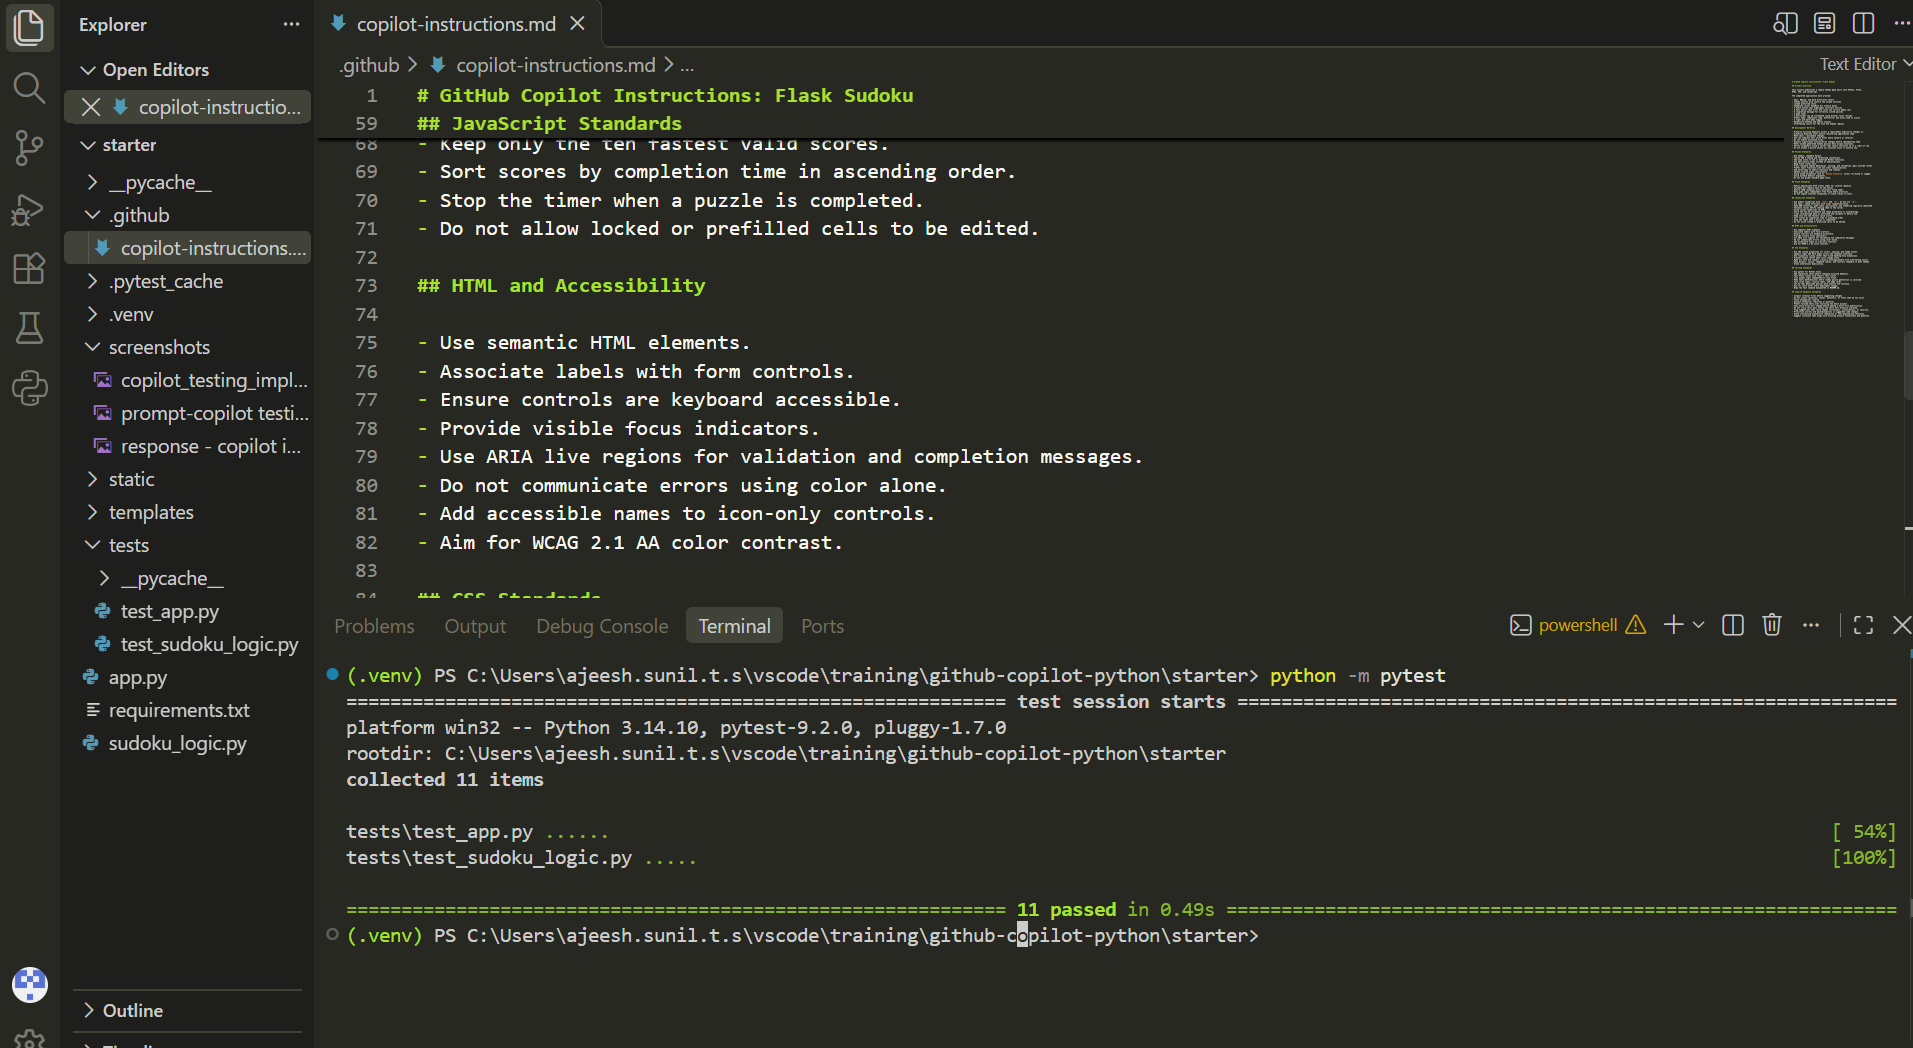 Explorer
Open Editors
copilot-instructio...
starter
__pycache__
.github
copilot-instructions....
.pytest_cache
.venv
screenshots
copilot_testing_impl...
prompt-copilot testi...
response - copilot i...
static
templates
tests
__pycache__
test_app.py
test_sudoku_logic.py
app.py
requirements.txt
sudoku_logic.py
Outline
copilot-instructions.md
.github > copilot-instructions.md > ...
Text Editor
1 # GitHub Copilot Instructions: Flask Sudoku
59 ## JavaScript Standards
68 - Keep only the ten fastest valid scores.
69 - Sort scores by completion time in ascending order.
70 - Stop the timer when a puzzle is completed.
71 - Do not allow locked or prefilled cells to be edited.
72
73 ## HTML and Accessibility
74
75 - Use semantic HTML elements.
76 - Associate labels with form controls.
77 - Ensure controls are keyboard accessible.
78 - Provide visible focus indicators.
79 - Use ARIA live regions for validation and completion messages.
80 - Do not communicate errors using color alone.
81 - Add accessible names to icon-only controls.
82 - Aim for WCAG 2.1 AA color contrast.
83
84 ## CSS Standards
Problems Output Debug Console Terminal Ports
powershell
(.venv) PS C:\Users\ajeesh.sunil.t.s\vscode\training\github-copilot-python\starter> python -m pytest
============================================================ test session starts ============================================================
platform win32 -- Python 3.14.10, pytest-9.2.0, pluggy-1.7.0
rootdir: C:\Users\ajeesh.sunil.t.s\vscode\training\github-copilot-python\starter
collected 11 items
tests\test_app.py ...... [ 54%]
tests\test_sudoku_logic.py ..... [100%]
============================================================ 11 passed in 0.49s =============================================================
(.venv) PS C:\Users\ajeesh.sunil.t.s\vscode\training\github-copilot-python\starter>